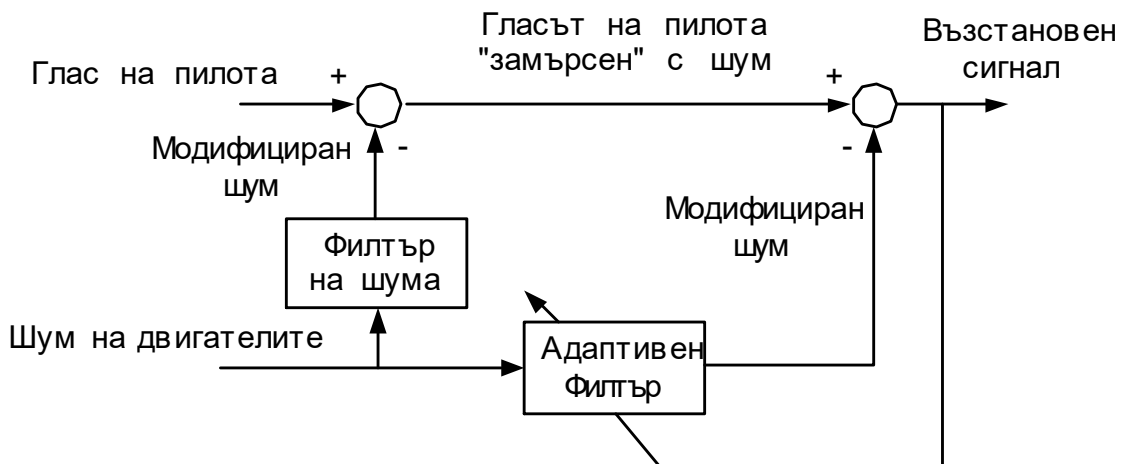 Гласът на пилота
"замърсен" с шум
Възстановен
сигнал
Глас на пилота
+
+
Модифициран
шум
-
-
Модифициран
шум
Филтър
на шума
Шум на двигателите
Адаптивен
Филтър